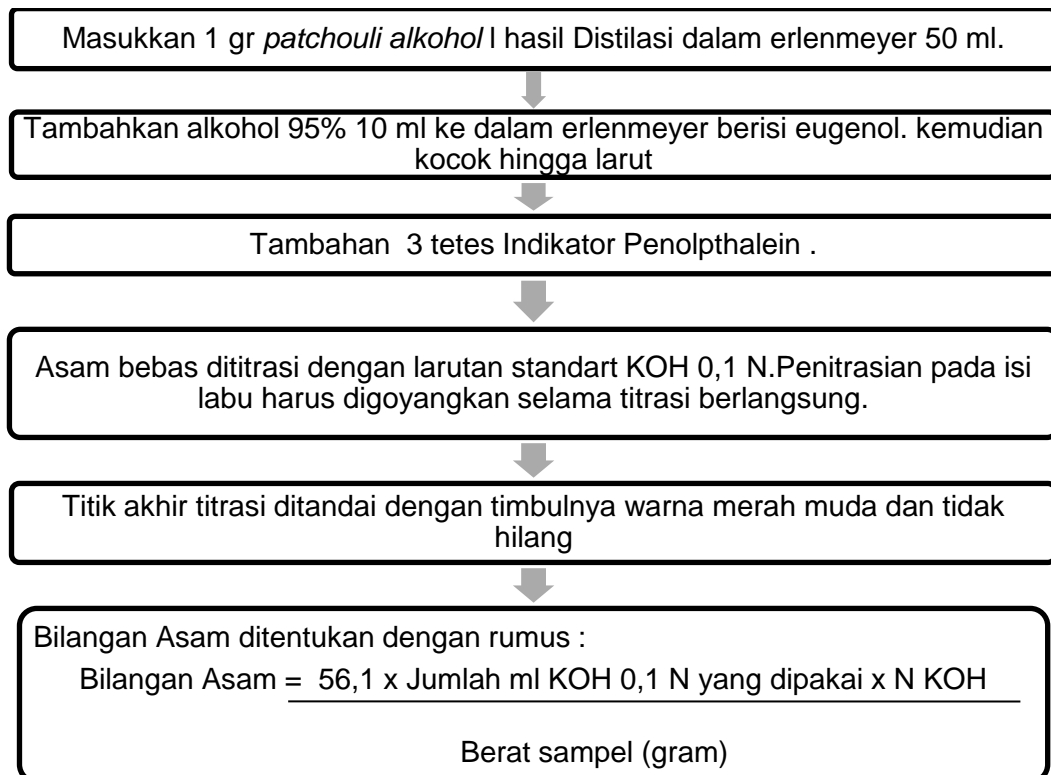 Masukkan 1 gr patchouli alkohol l hasil Distilasi dalam erlenmeyer 50 ml.
Tambahkan alkohol 95% 10 ml ke dalam erlenmeyer berisi eugenol. kemudian
kocok hingga larut
Tambahan 3 tetes Indikator Penolpthalein .
Asam bebas dititrasi dengan larutan standart KOH 0,1 N.Penitrasian pada isi
labu harus digoyangkan selama titrasi berlangsung.
Titik akhir titrasi ditandai dengan timbulnya warna merah muda dan tidak
hilang
Bilangan Asam ditentukan dengan rumus :
Bilangan Asam = 56,1 x Jumlah ml KOH 0,1 N yang dipakai x N KOH
Berat sampel (gram)